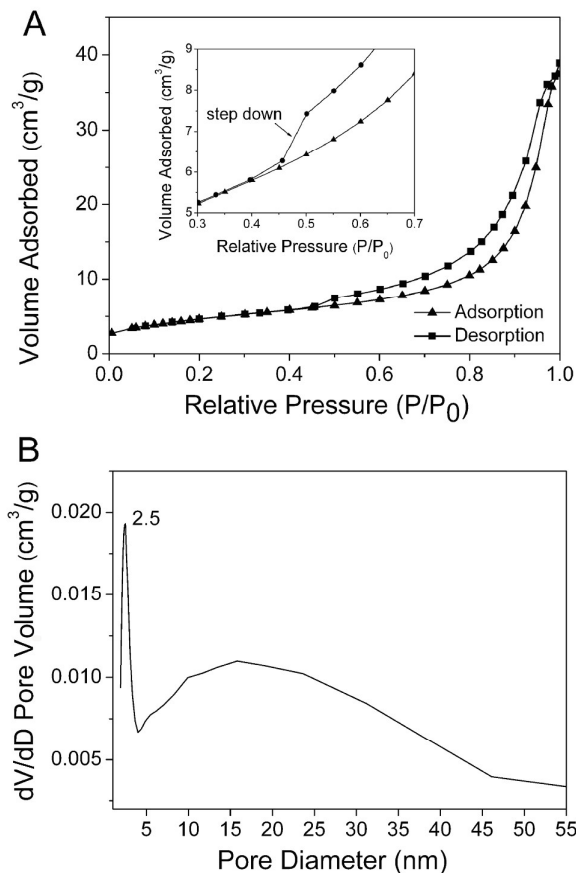 A
Volume Adsorbed (cm³/g)
40
30
20
10
0
0.0 0.2 0.4 0.6 0.8 1.0
Relative Pressure (P/P₀)
Volume Adsorbed (cm³/g)
9
8
7
6
5
step down
0.3 0.4 0.5 0.6 0.7
Relative Pressure (P/P₀)
Adsorption
Desorption
B
dV/dD Pore Volume (cm³/g)
0.020
0.015
0.010
0.005
2.5
5 10 15 20 25 30 35 40 45 50 55
Pore Diameter (nm)